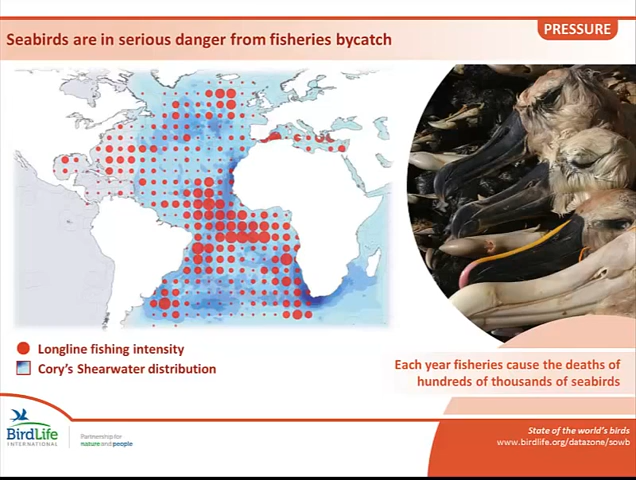 PRESSURE
Seabirds are in serious danger from fisheries bycatch
Longline fishing intensity
Cory's Shearwater distribution
Each year fisheries cause the deaths of
hundreds of thousands of seabirds
BirdLife
INTERNATIONAL
Partnership for
nature and people
State of the world's birds
www.birdlife.org/datazone/sowb